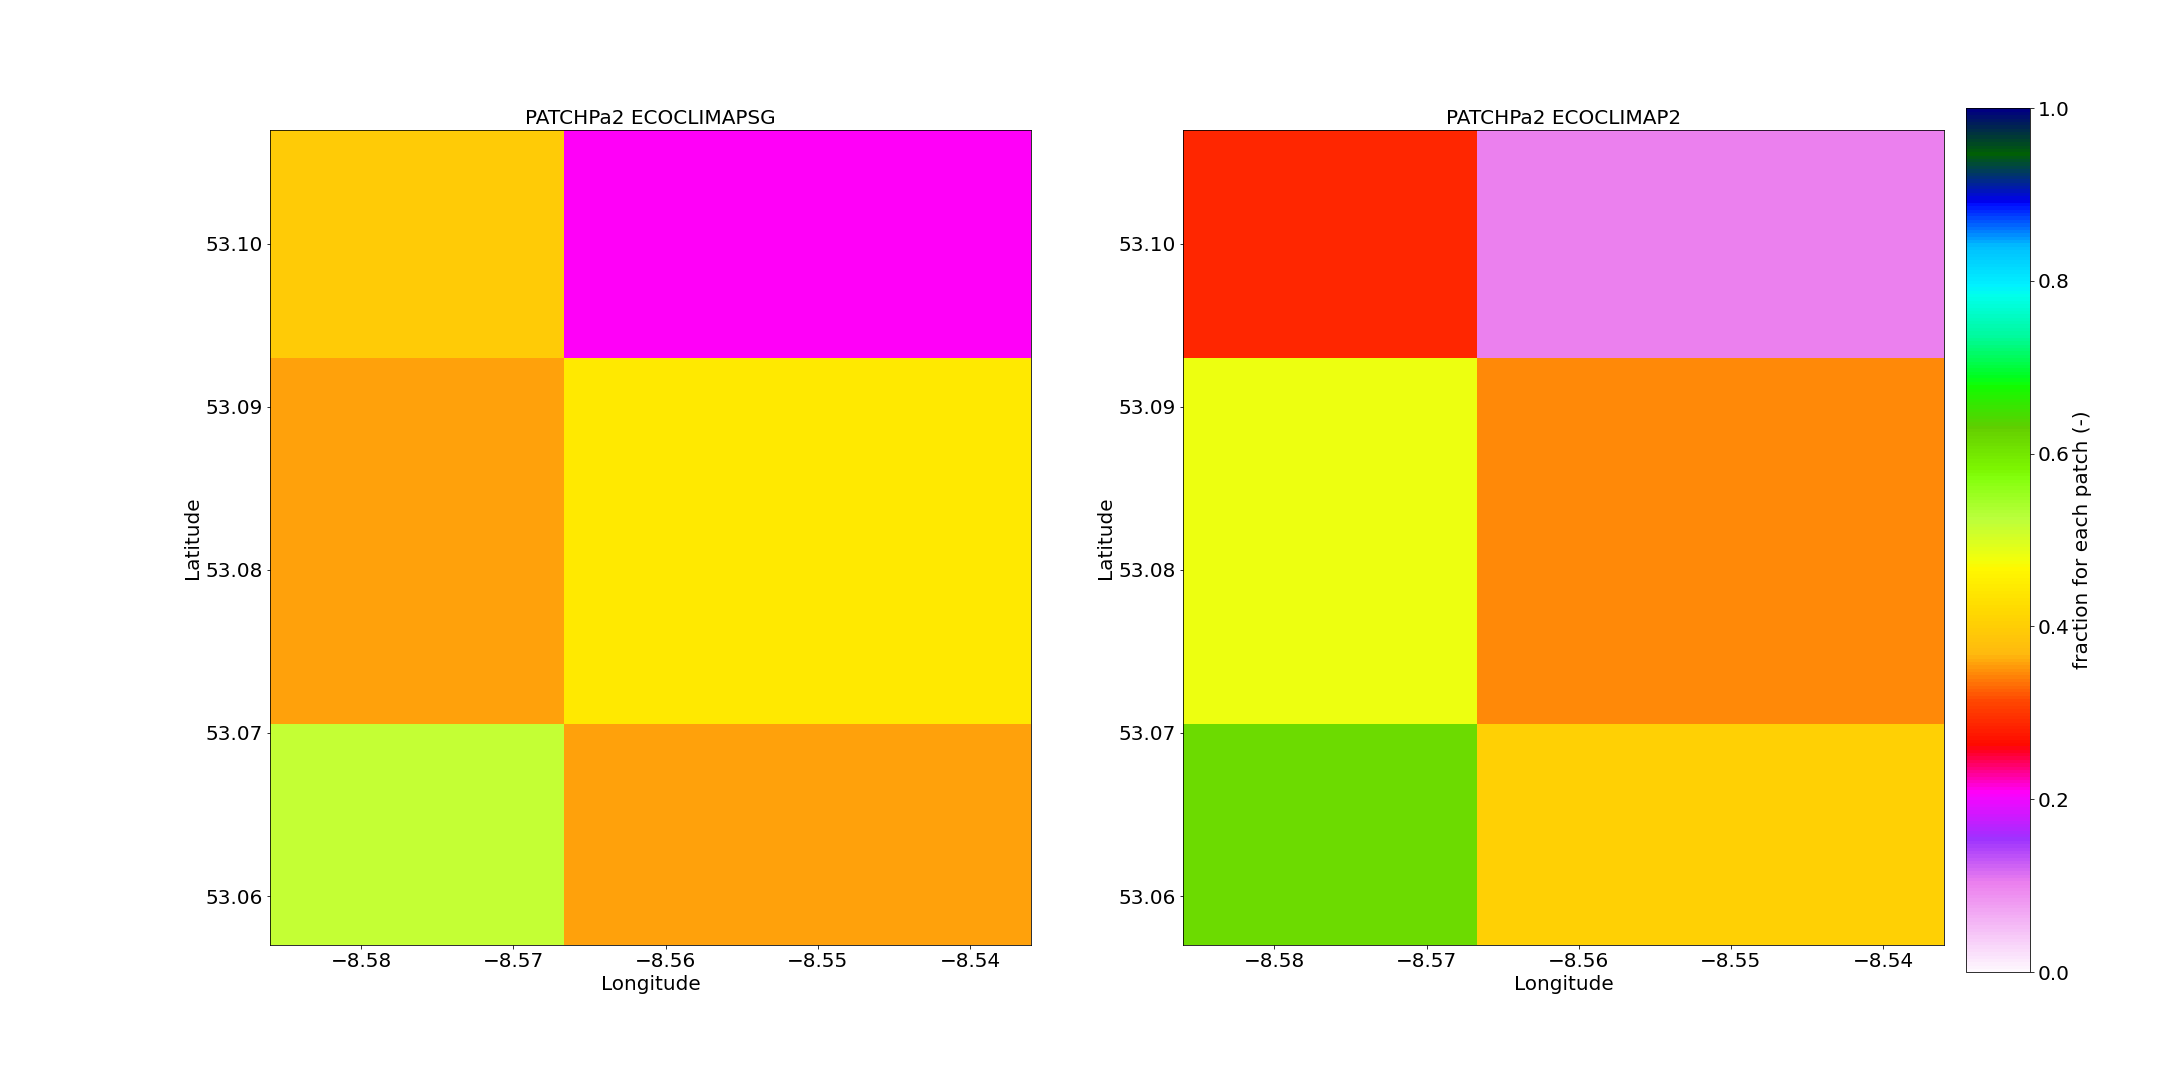 PATCHPa2 ECOCLIMAPSG
53.10
53.09
53.08
53.07
53.06
Latitude
−8.58 −8.57 −8.56 −8.55 −8.54
Longitude
PATCHPa2 ECOCLIMAP2
53.10
53.09
53.08
53.07
53.06
Latitude
−8.58 −8.57 −8.56 −8.55 −8.54
Longitude
1.0
0.8
0.6
0.4
0.2
0.0
fraction for each patch (-)